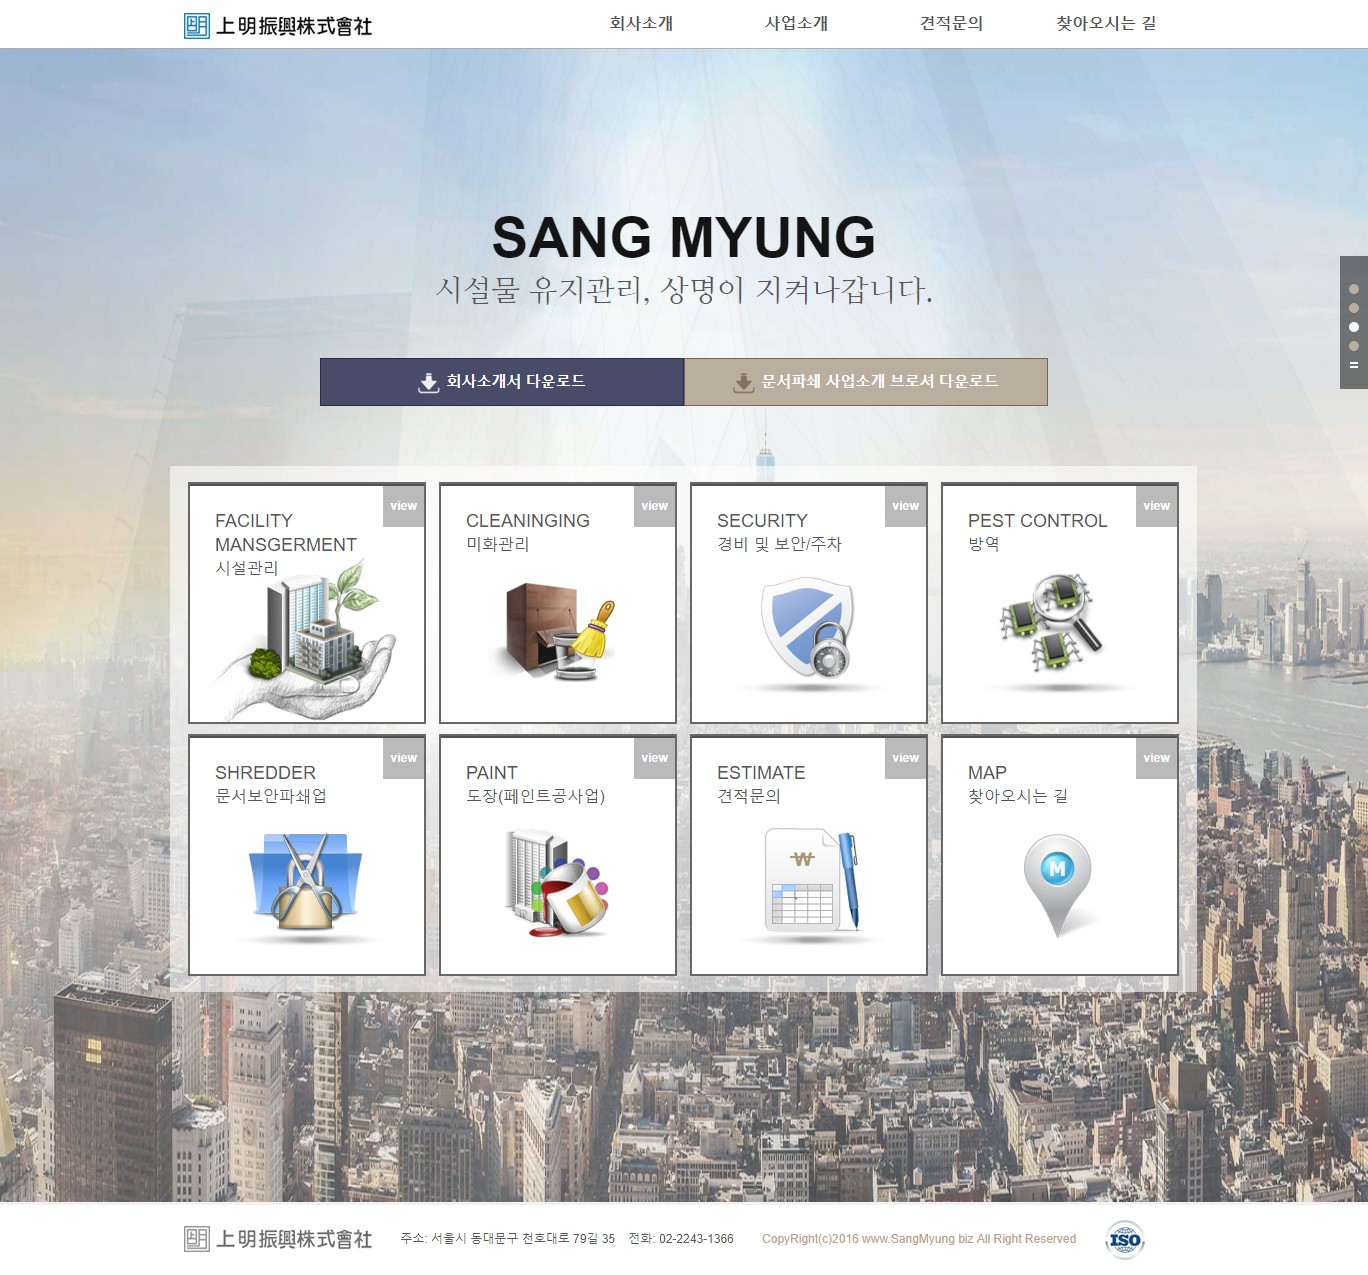 上明振興株式會社
회사소개
사업소개
견적문의
찾아오시는 길
SANG MYUNG
시설물 유지관리, 상명이 지켜나갑니다.
회사소개서 다운로드
문서파쇄 사업소개 브로셔 다운로드
FACILITY
MANSGERMENT
시설관리
view
CLEANINGING
미화관리
view
SECURITY
경비 및 보안/주차
view
PEST CONTROL
방역
view
SHREDDER
문서보안파쇄업
view
PAINT
도장(페인트공사업)
view
ESTIMATE
견적문의
view
₩
MAP
찾아오시는 길
view
M
上明振興株式會社
주소: 서울시 동대문구 천호대로 79길 35 전화: 02-2243-1366
CopyRight(c)2016 www.SangMyung biz All Right Reserved
ISO